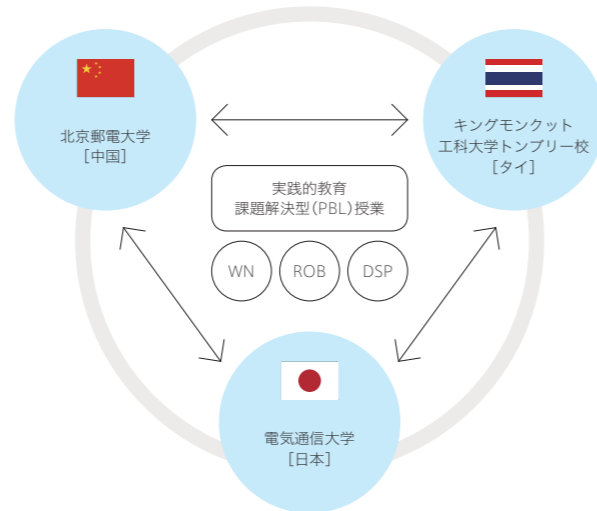 北京郵電大学
[中国]
キングモンクット
工科大学トンブリー校
[タイ]
実践的教育
課題解決型(PBL)授業
WN
ROB
DSP
電気通信大学
[日本]